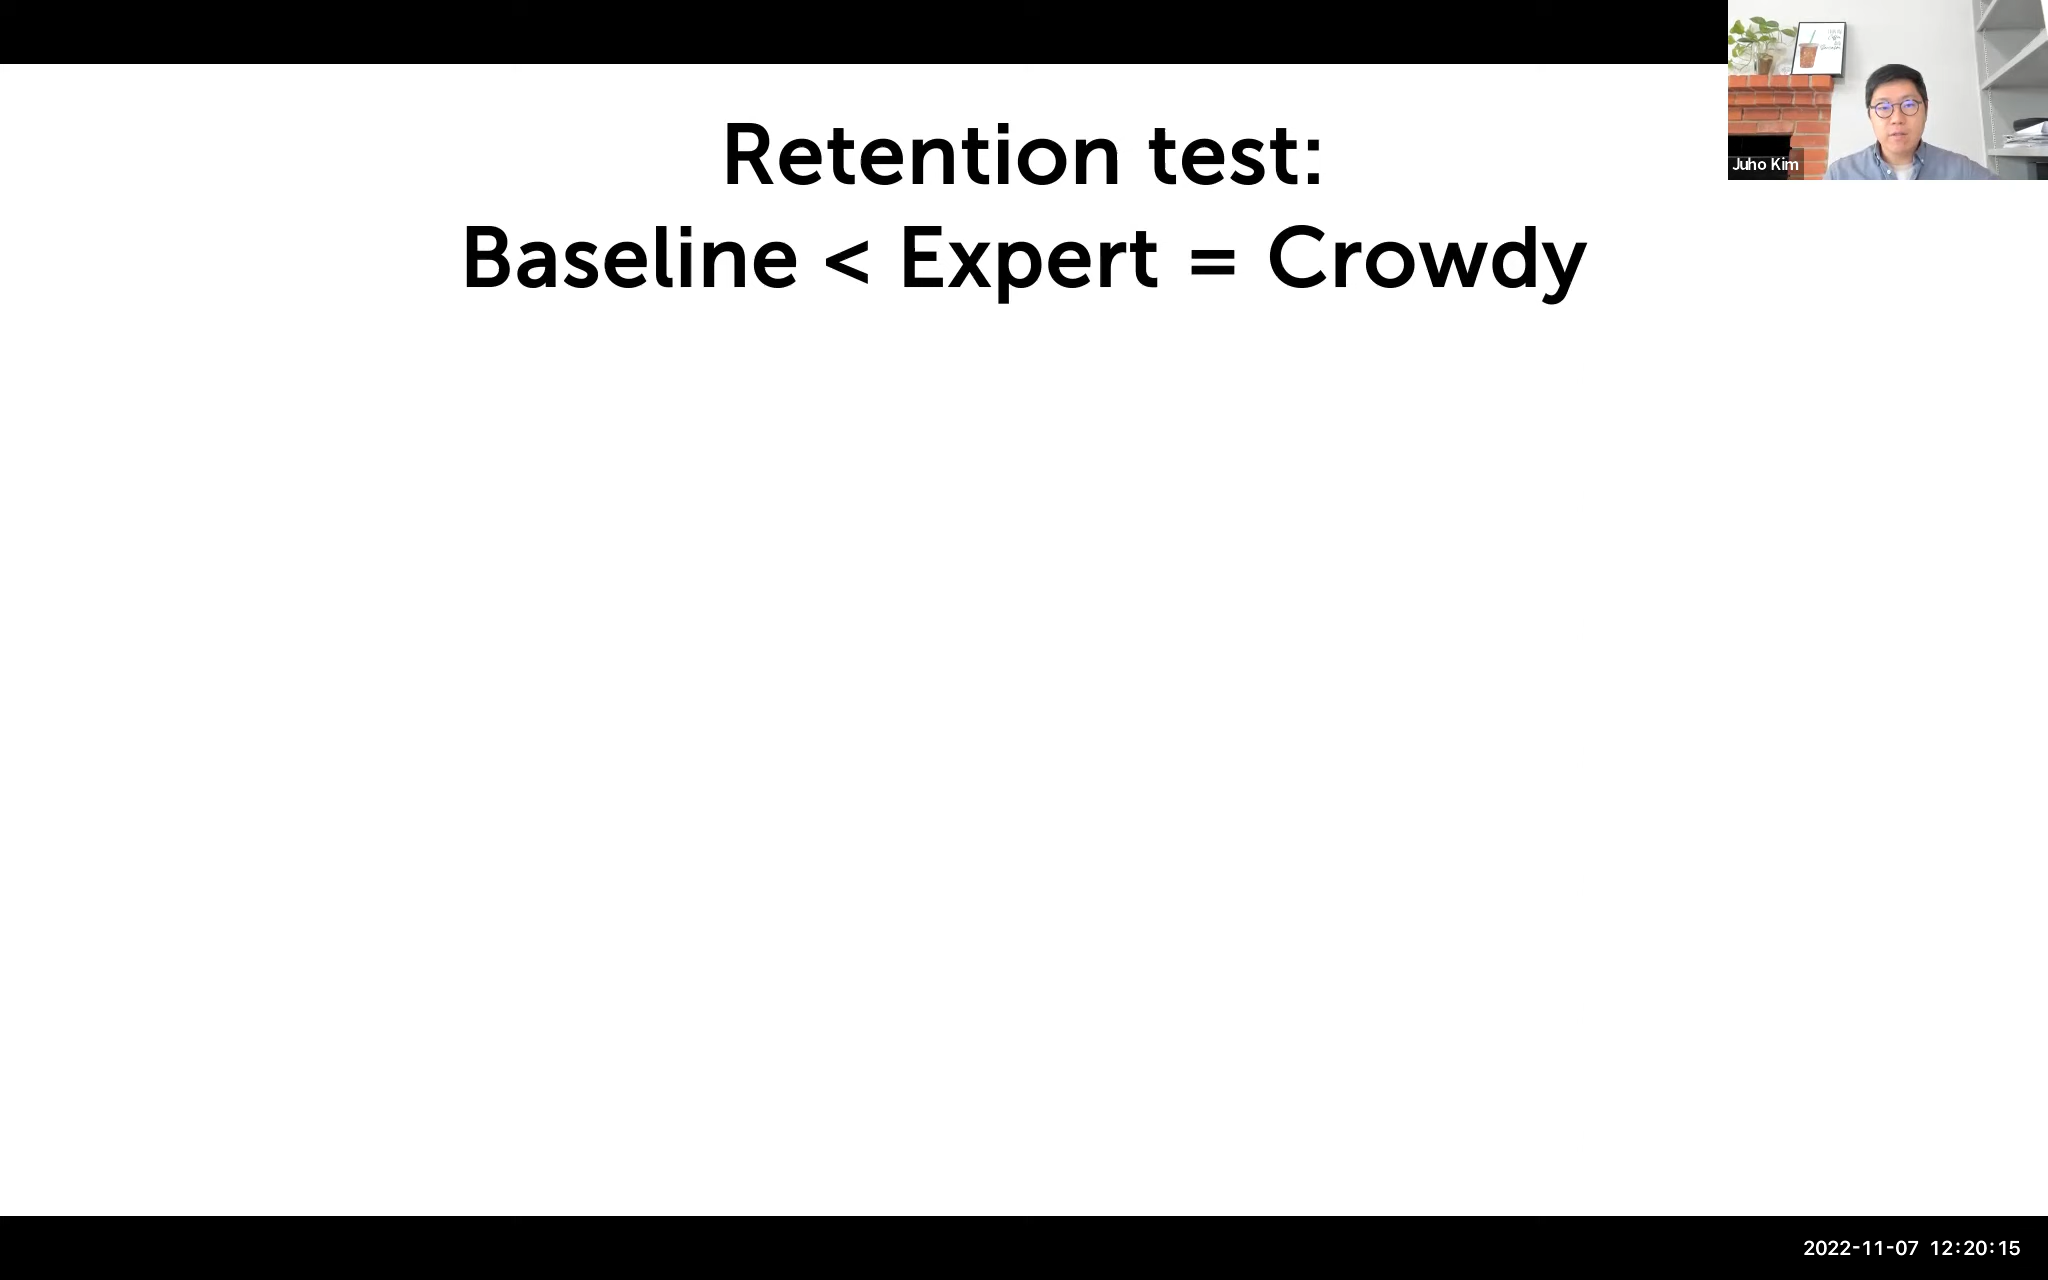 Retention test:
Baseline < Expert = Crowdy
Juho Kim
2022-11-07 12:20:15